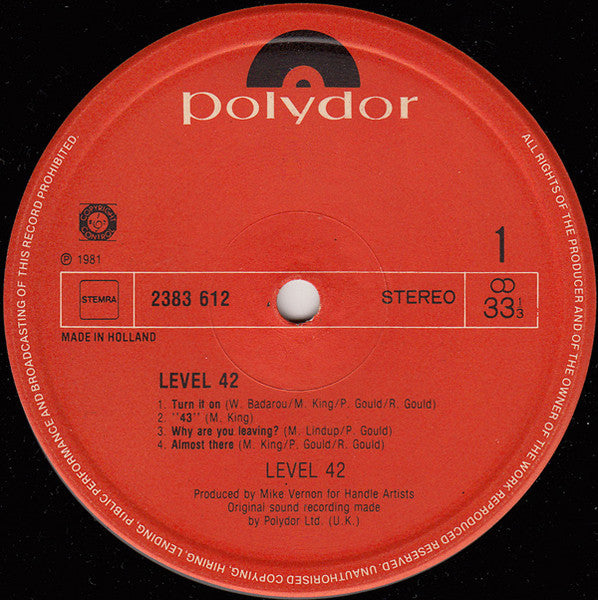 polydor
COPYRIGHT CONTROL
℗ 1981
1
STEMRA
2383 612
STEREO
33 1/3
MADE IN HOLLAND
LEVEL 42
1. Turn it on (W. Badarou/M. King/P. Gould/R. Gould)
2. "43" (M. King)
3. Why are you leaving? (M. Lindup/P. Gould)
4. Almost there (M. King/P. Gould/R. Gould)
LEVEL 42
Produced by Mike Vernon for Handle Artists
Original sound recording made
by Polydor Ltd. (U.K.)
ALL RIGHTS OF THE PRODUCER AND OF THE OWNER OF THE WORK REPRODUCED RESERVED. UNAUTHORISED COPYING, HIRING, LENDING, PUBLIC PERFORMANCE AND BROADCASTING OF THIS RECORD PROHIBITED.